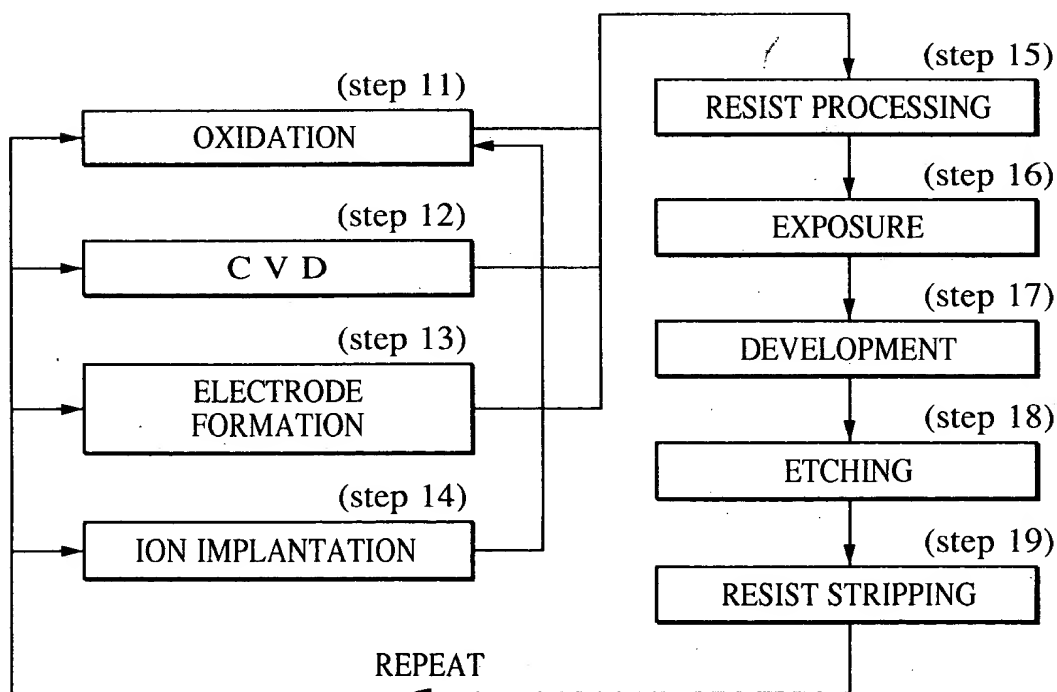 (step 11)
OXIDATION
(step 12)
C V D
(step 13)
ELECTRODE
FORMATION
(step 14)
ION IMPLANTATION
(step 15)
RESIST PROCESSING
(step 16)
EXPOSURE
(step 17)
DEVELOPMENT
(step 18)
ETCHING
(step 19)
RESIST STRIPPING
REPEAT